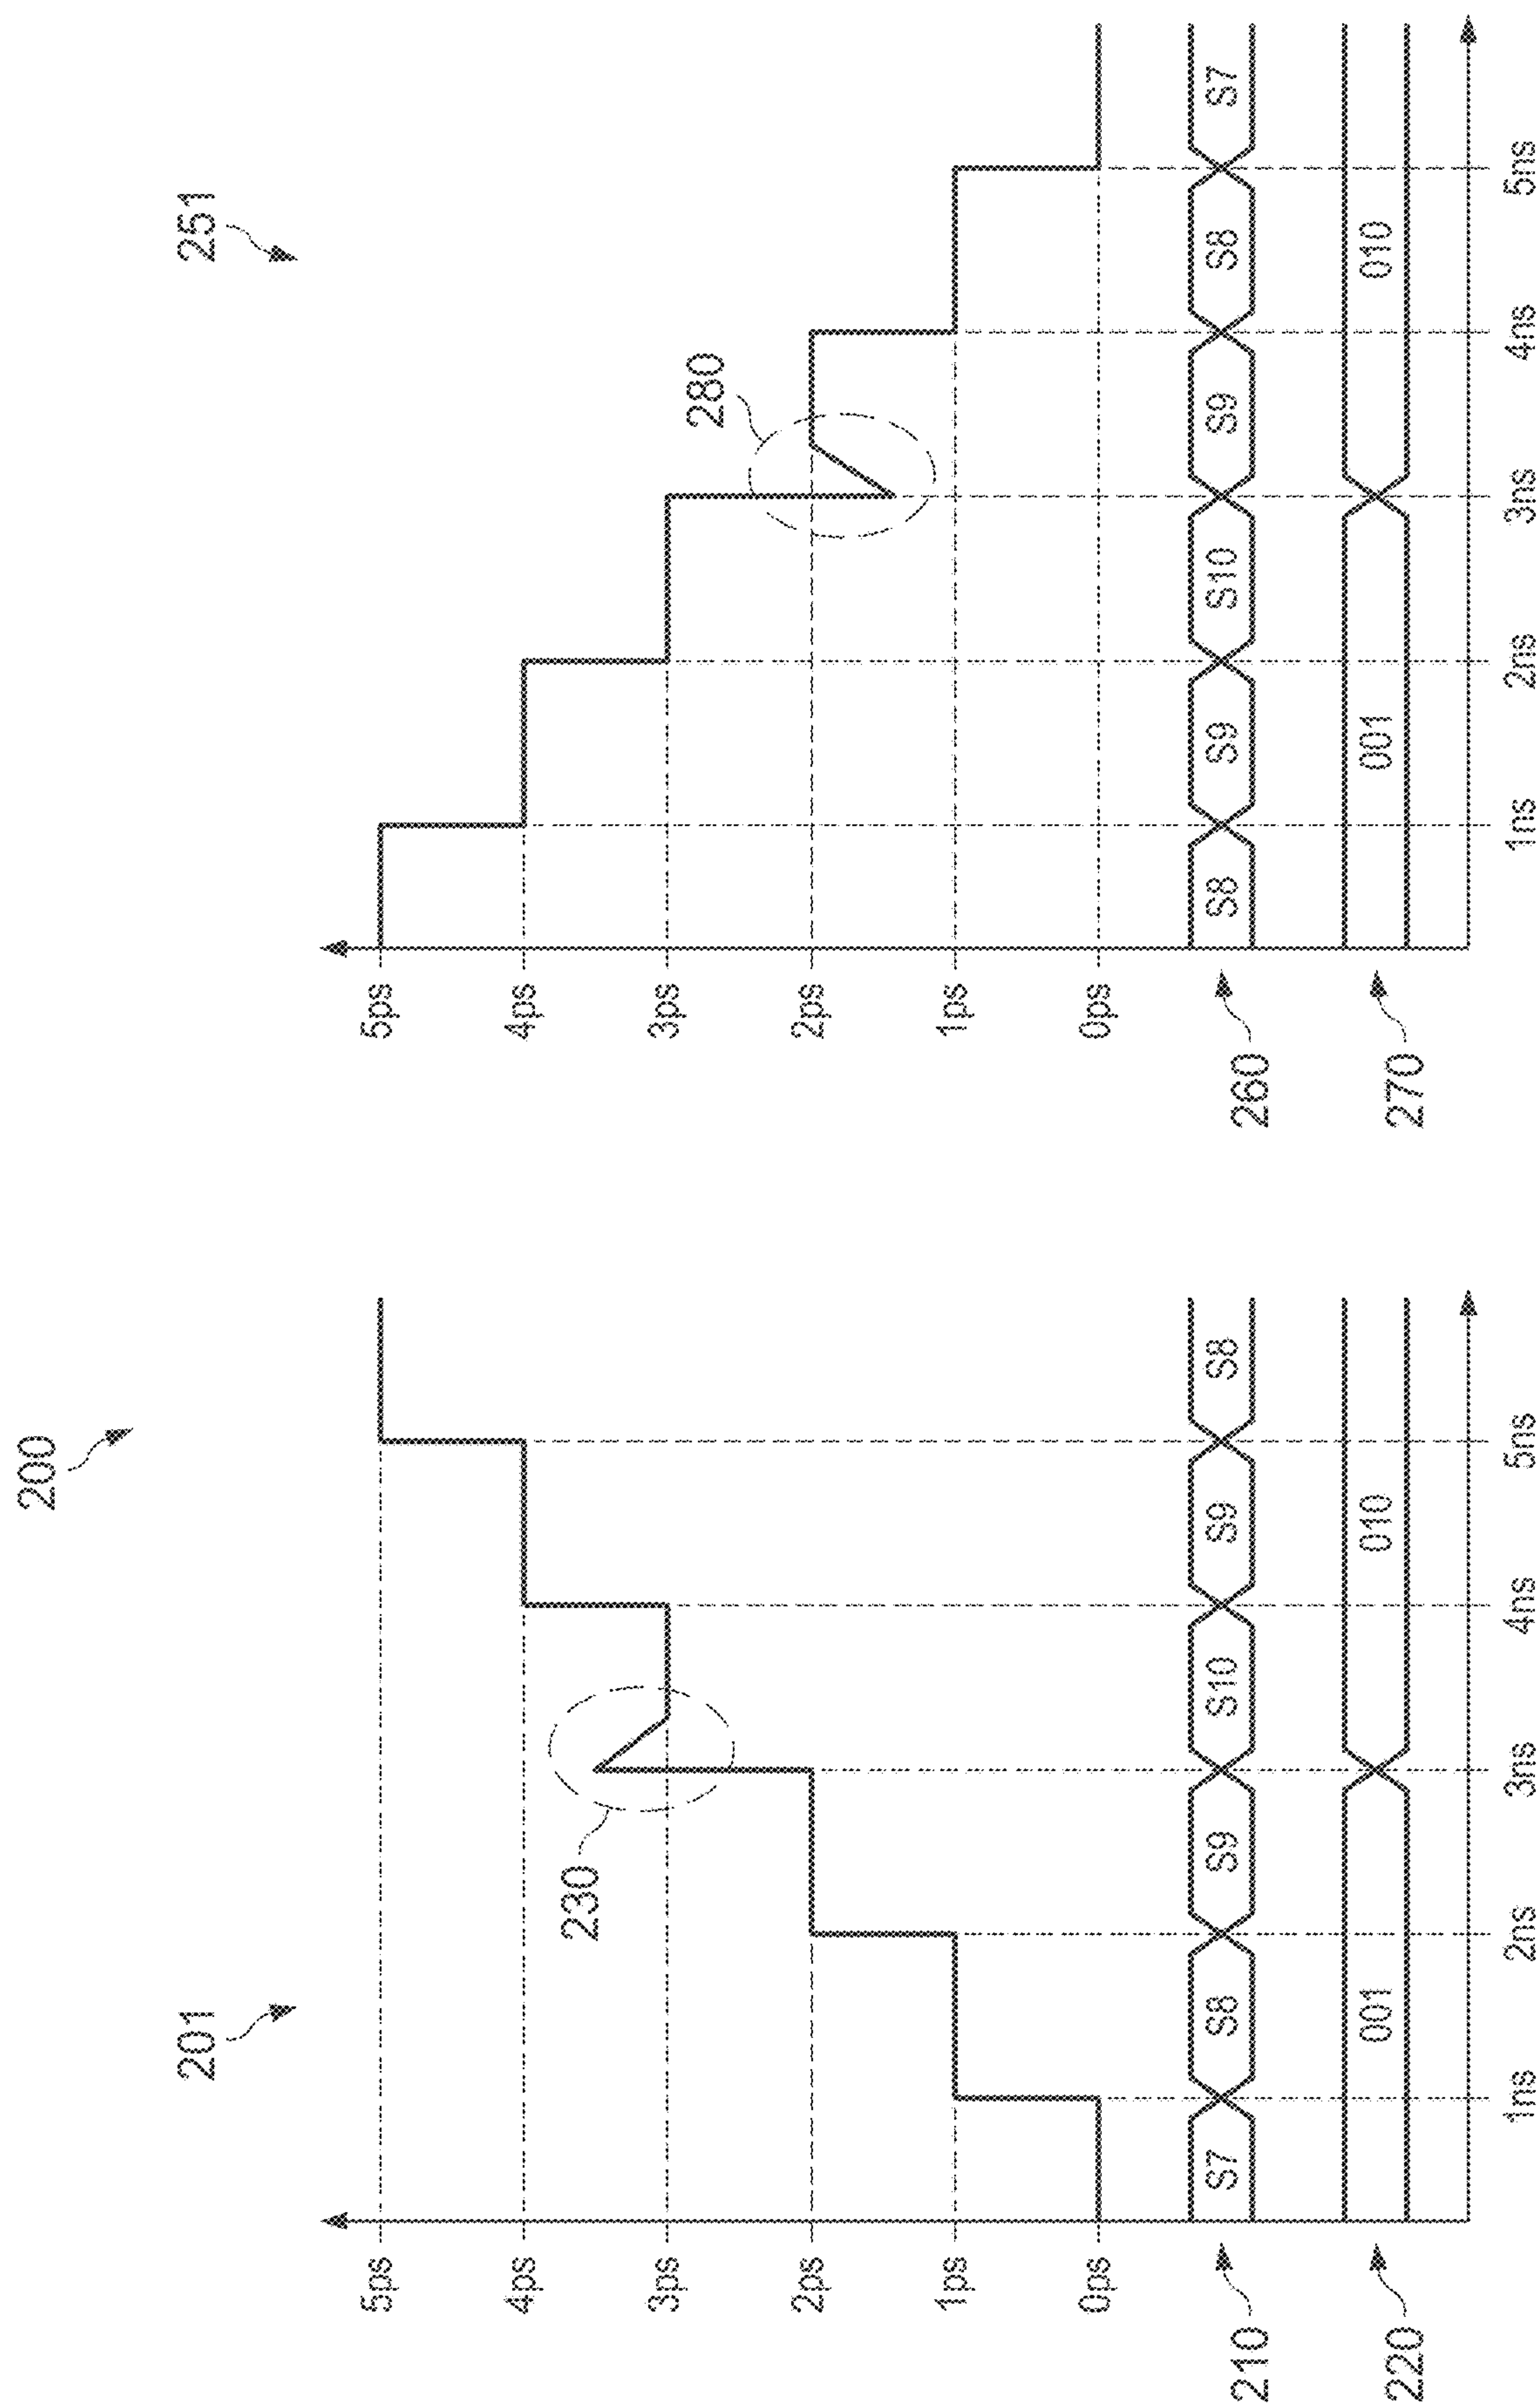 200
201
5ps
4ps
3ps
2ps
1ps
0ps
230
210
S7 S8 S9 S10 S9 S8
220
001 010
1ns 2ns 3ns 4ns 5ns
251
5ps
4ps
3ps
2ps
1ps
0ps
280
260
S8 S9 S10 S9 S8 S7
270
001 010
1ns 2ns 3ns 4ns 5ns